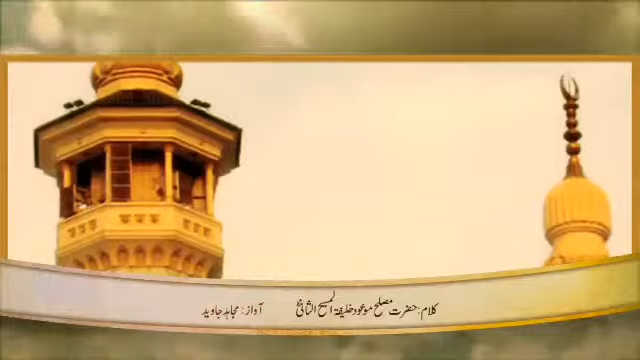 کلام: حضرت مصلح موعود خلیفۃ المسیح الثانیؓ آواز: مجاہد جاوید